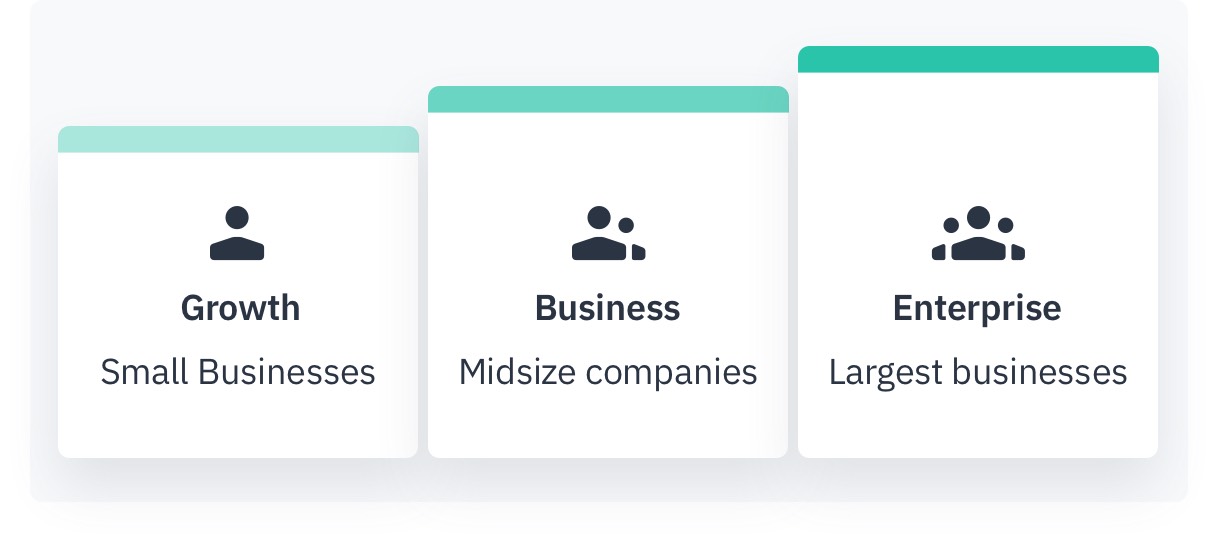 Growth
Small Businesses
Business
Midsize companies
Enterprise
Largest businesses